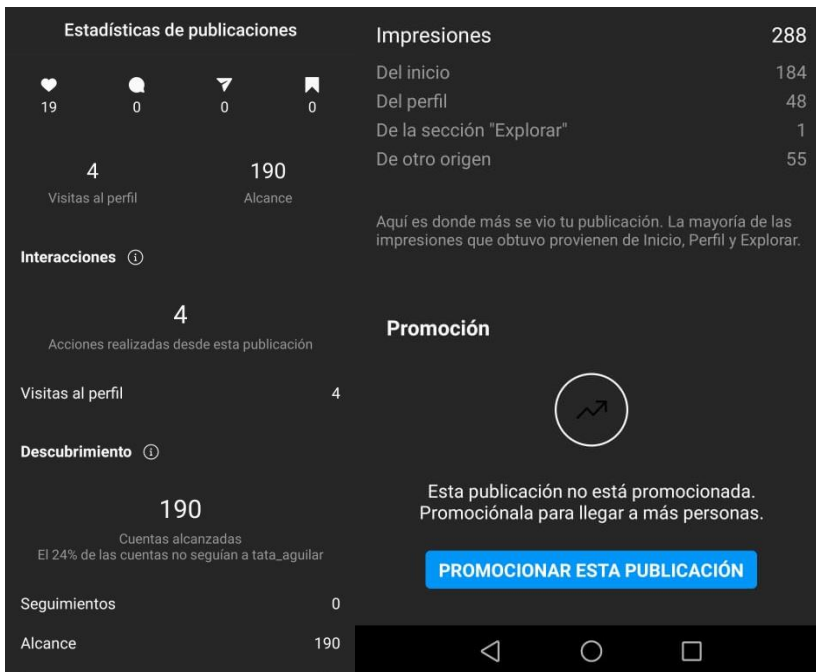 Estadísticas de publicaciones
19 0 0 0
4 190
Visitas al perfil Alcance
Interacciones
4
Acciones realizadas desde esta publicación
Visitas al perfil 4
Descubrimiento
190
Cuentas alcanzadas
El 24% de las cuentas no seguían a tata_aguilar
Seguimientos 0
Alcance 190
Impresiones 288
Del inicio 184
Del perfil 48
De la sección "Explorar" 1
De otro origen 55
Aquí es donde más se vio tu publicación. La mayoría de las
impresiones que obtuvo provienen de Inicio, Perfil y Explorar.
Promoción
Esta publicación no está promocionada.
Promociónala para llegar a más personas.
PROMOCIONAR ESTA PUBLICACIÓN